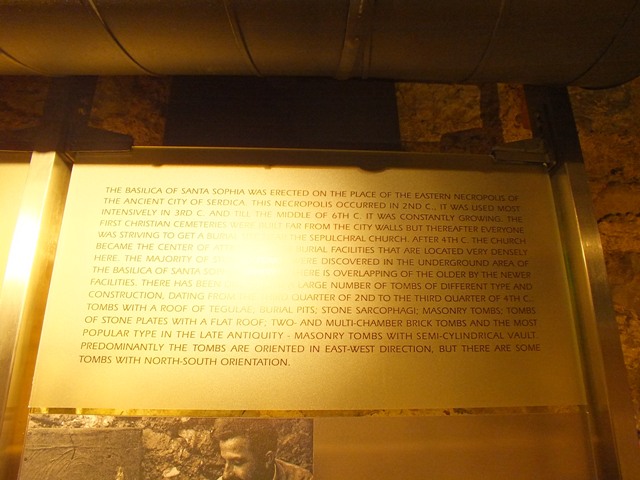 THE BASILICA OF SANTA SOPHIA WAS ERECTED ON THE PLACE OF THE EASTERN NECROPOLIS OF
THE ANCIENT CITY OF SERDICA. THIS NECROPOLIS OCCURRED IN 2ND C., IT WAS USED MOST
INTENSIVELY IN 3RD C. AND TILL THE MIDDLE OF 6TH C. IT WAS CONSTANTLY GROWING. THE
FIRST CHRISTIAN CEMETERIES WERE BUILT FAR FROM THE CITY WALLS BUT THEREAFTER EVERYONE
WAS STRIVING TO GET A BURIAL THE SEPULCHRAL CHURCH. AFTER 4TH C. THE CHURCH
BECAME THE CENTER OF BURIAL FACILITIES THAT ARE LOCATED VERY DENSELY
HERE. THE MAJORITY OF DISCOVERED IN THE UNDERGROUND AREA OF
THE BASILICA OF SANTA IS OVERLAPPING OF THE OLDER BY THE NEWER
FACILITIES. THERE HAS BEEN LARGE NUMBER OF TOMBS OF DIFFERENT TYPE AND
CONSTRUCTION, DATING FROM QUARTER OF 2ND TO THE THIRD QUARTER OF 4TH C.:
TOMBS WITH A ROOF OF TEGULAE; BURIAL PITS; STONE SARCOPHAGI; MASONRY TOMBS; TOMBS
OF STONE PLATES WITH A FLAT ROOF; TWO- AND MULTI-CHAMBER BRICK TOMBS AND THE MOST
POPULAR TYPE IN THE LATE ANTIQUITY - MASONRY TOMBS WITH SEMI-CYLINDRICAL VAULT.
PREDOMINANTLY THE TOMBS ARE ORIENTED IN EAST-WEST DIRECTION, BUT THERE ARE SOME
TOMBS WITH NORTH-SOUTH ORIENTATION.